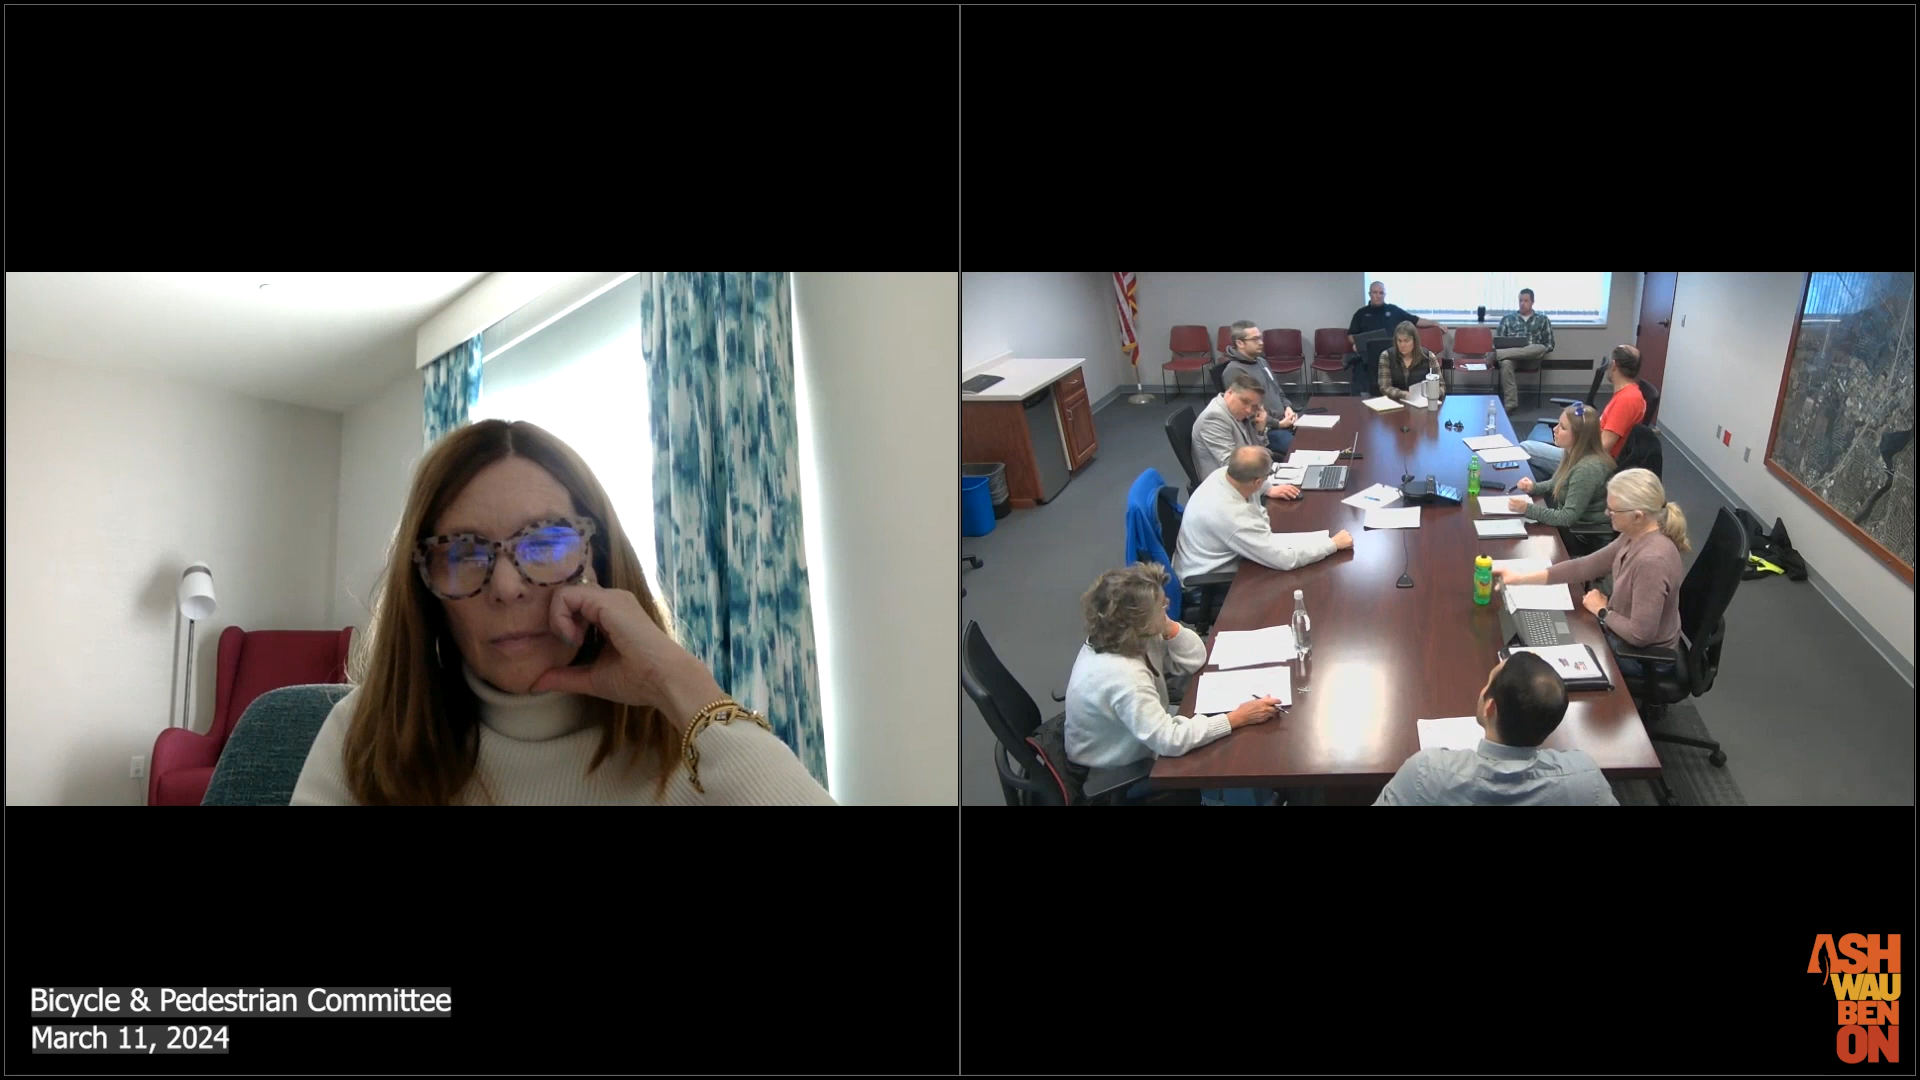 Bicycle & Pedestrian Committee
March 11, 2024
ASH
WAU
BEN
ON